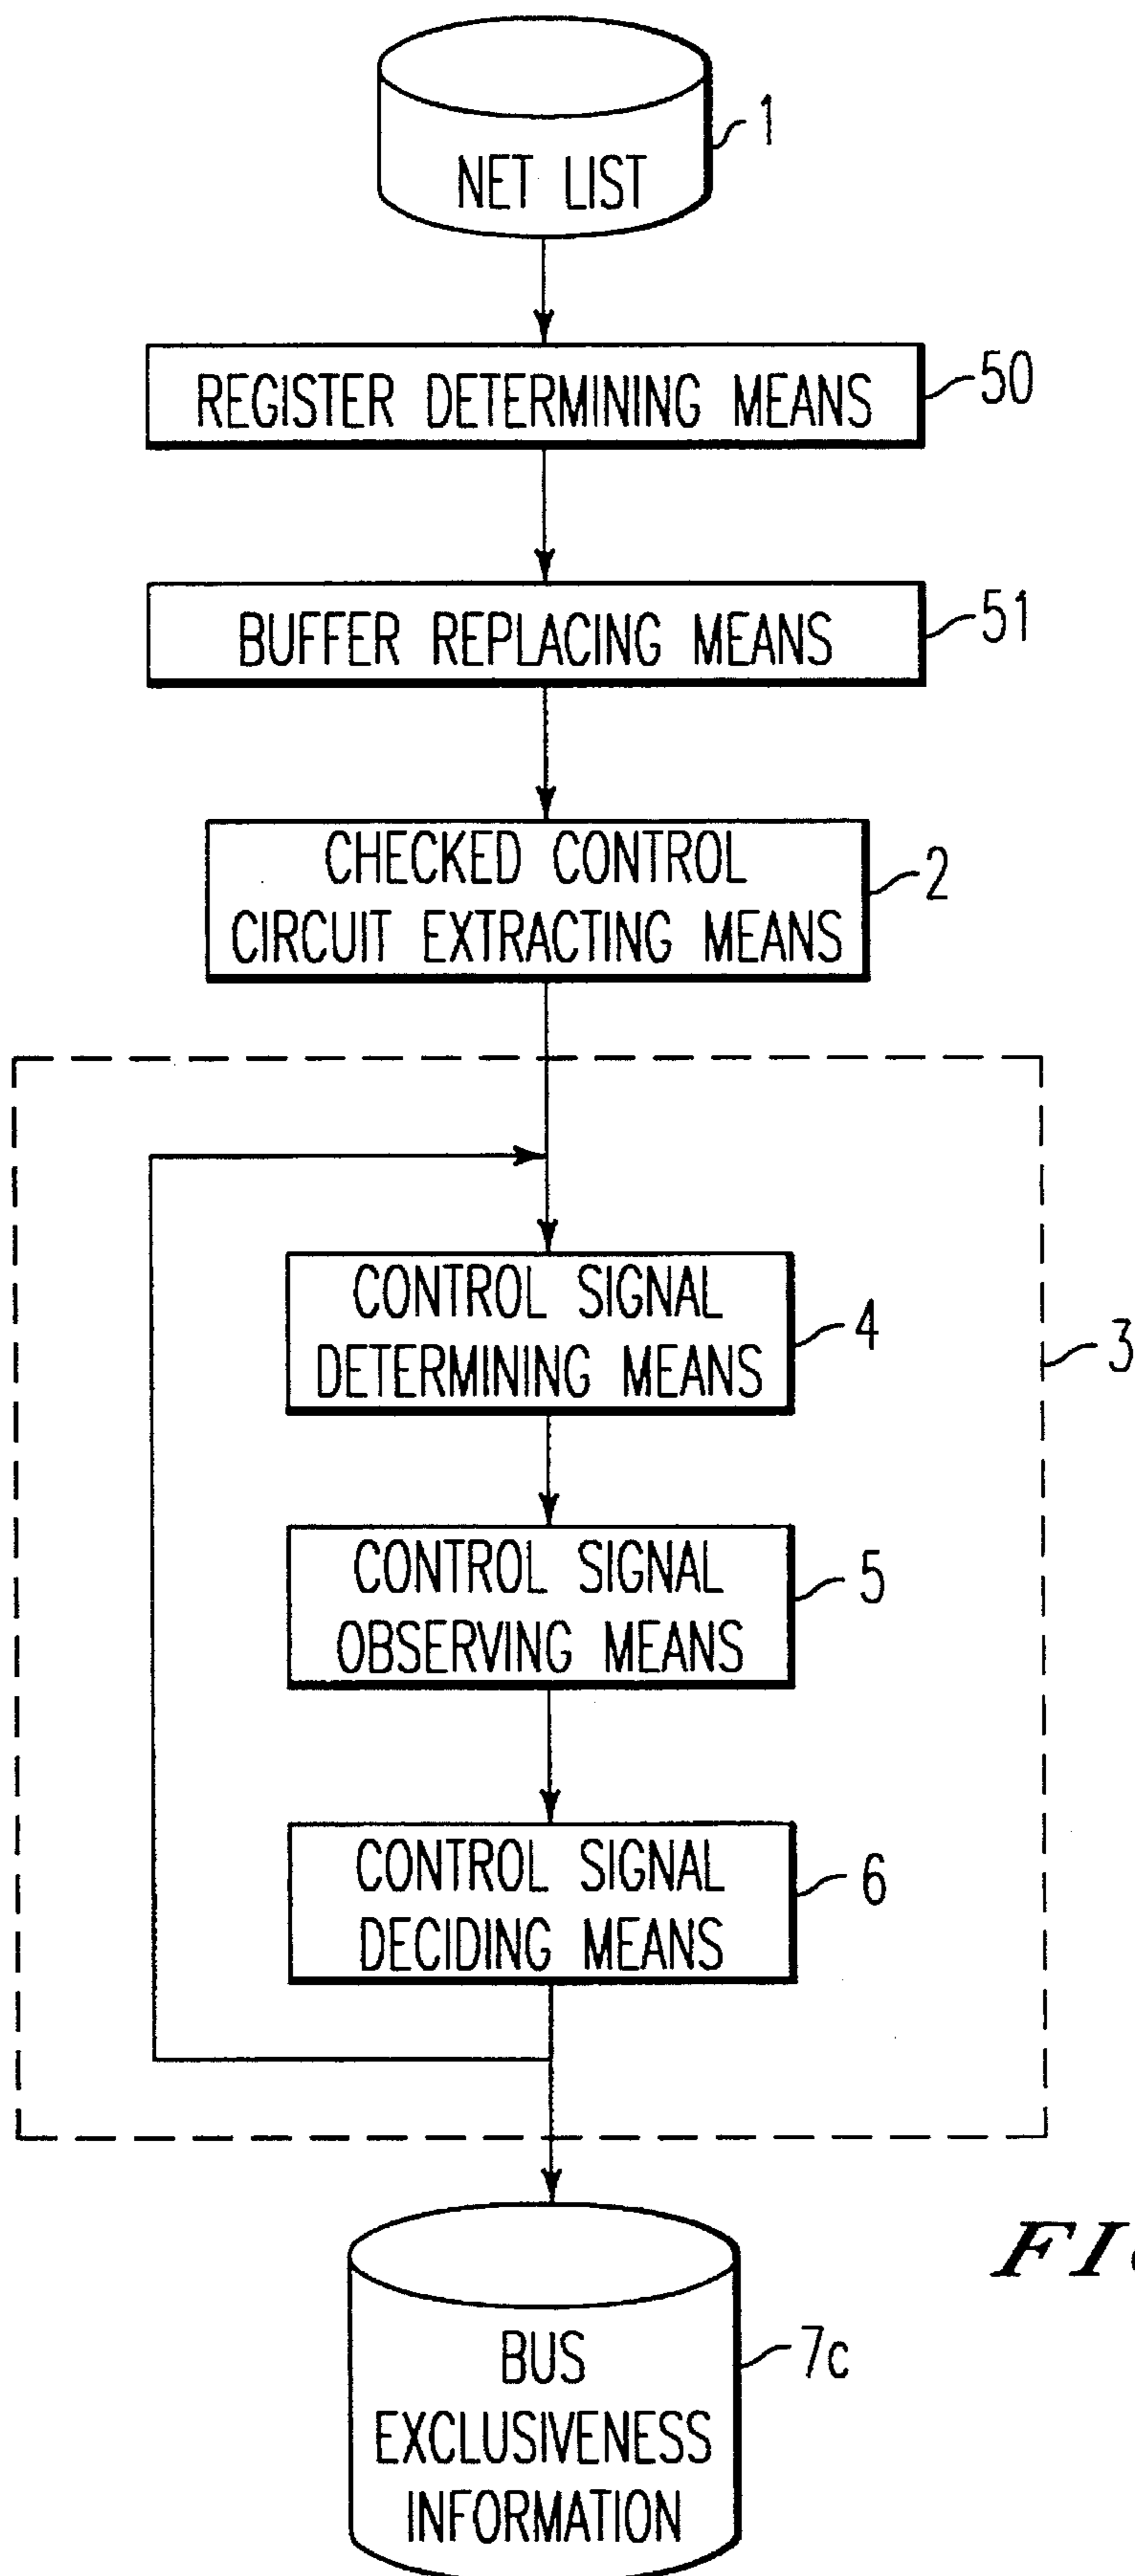 NET LIST
1
REGISTER DETERMINING MEANS
50
BUFFER REPLACING MEANS
51
CHECKED CONTROL
CIRCUIT EXTRACTING MEANS
2
CONTROL SIGNAL
DETERMINING MEANS
4
3
CONTROL SIGNAL
OBSERVING MEANS
5
CONTROL SIGNAL
DECIDING MEANS
6
BUS
EXCLUSIVENESS
INFORMATION
7c